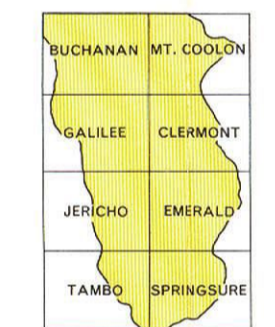 BUCHANAN MT. COOLON
GALILEE CLERMONT
JERICHO EMERALD
TAMBO SPRINGSURE